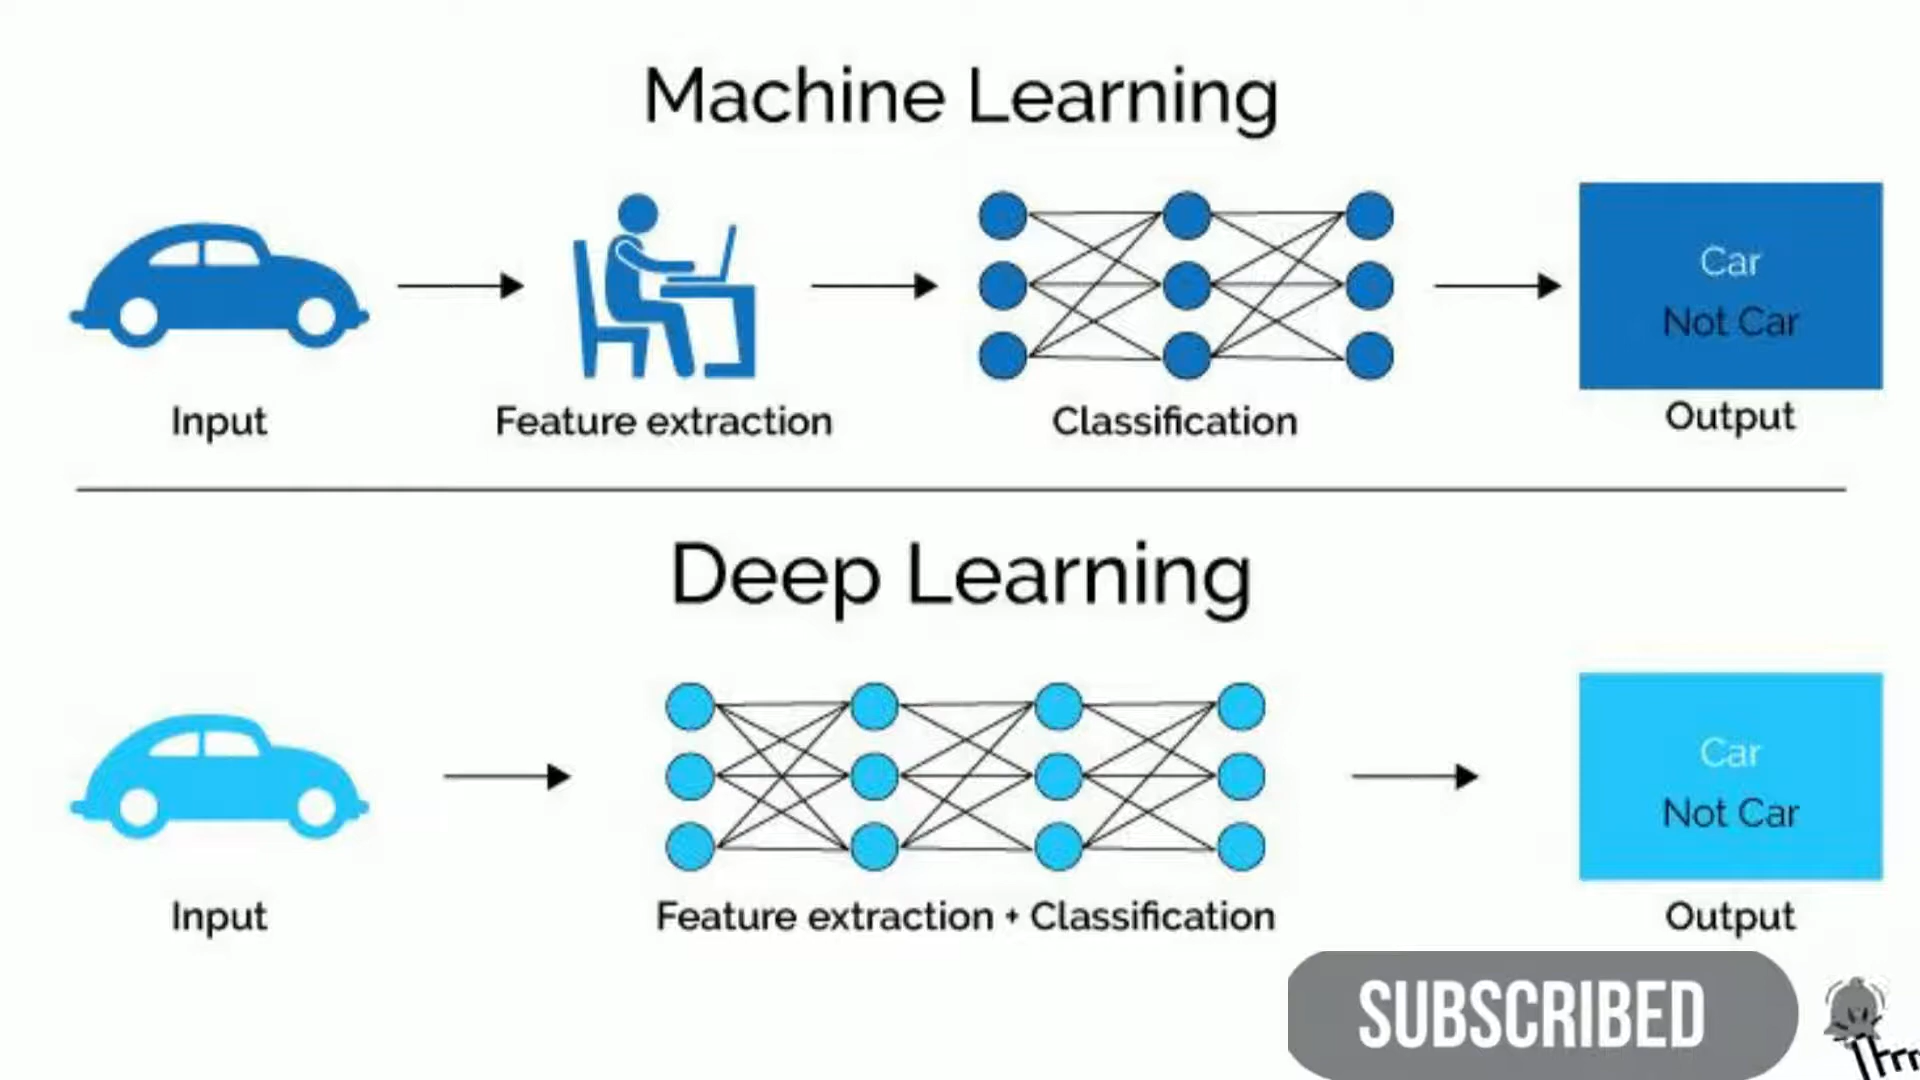 Machine Learning
Car
Not Car
Input
Feature extraction
Classification
Output
Deep Learning
Car
Not Car
Input
Feature extraction + Classification
Output
SUBSCRIBED